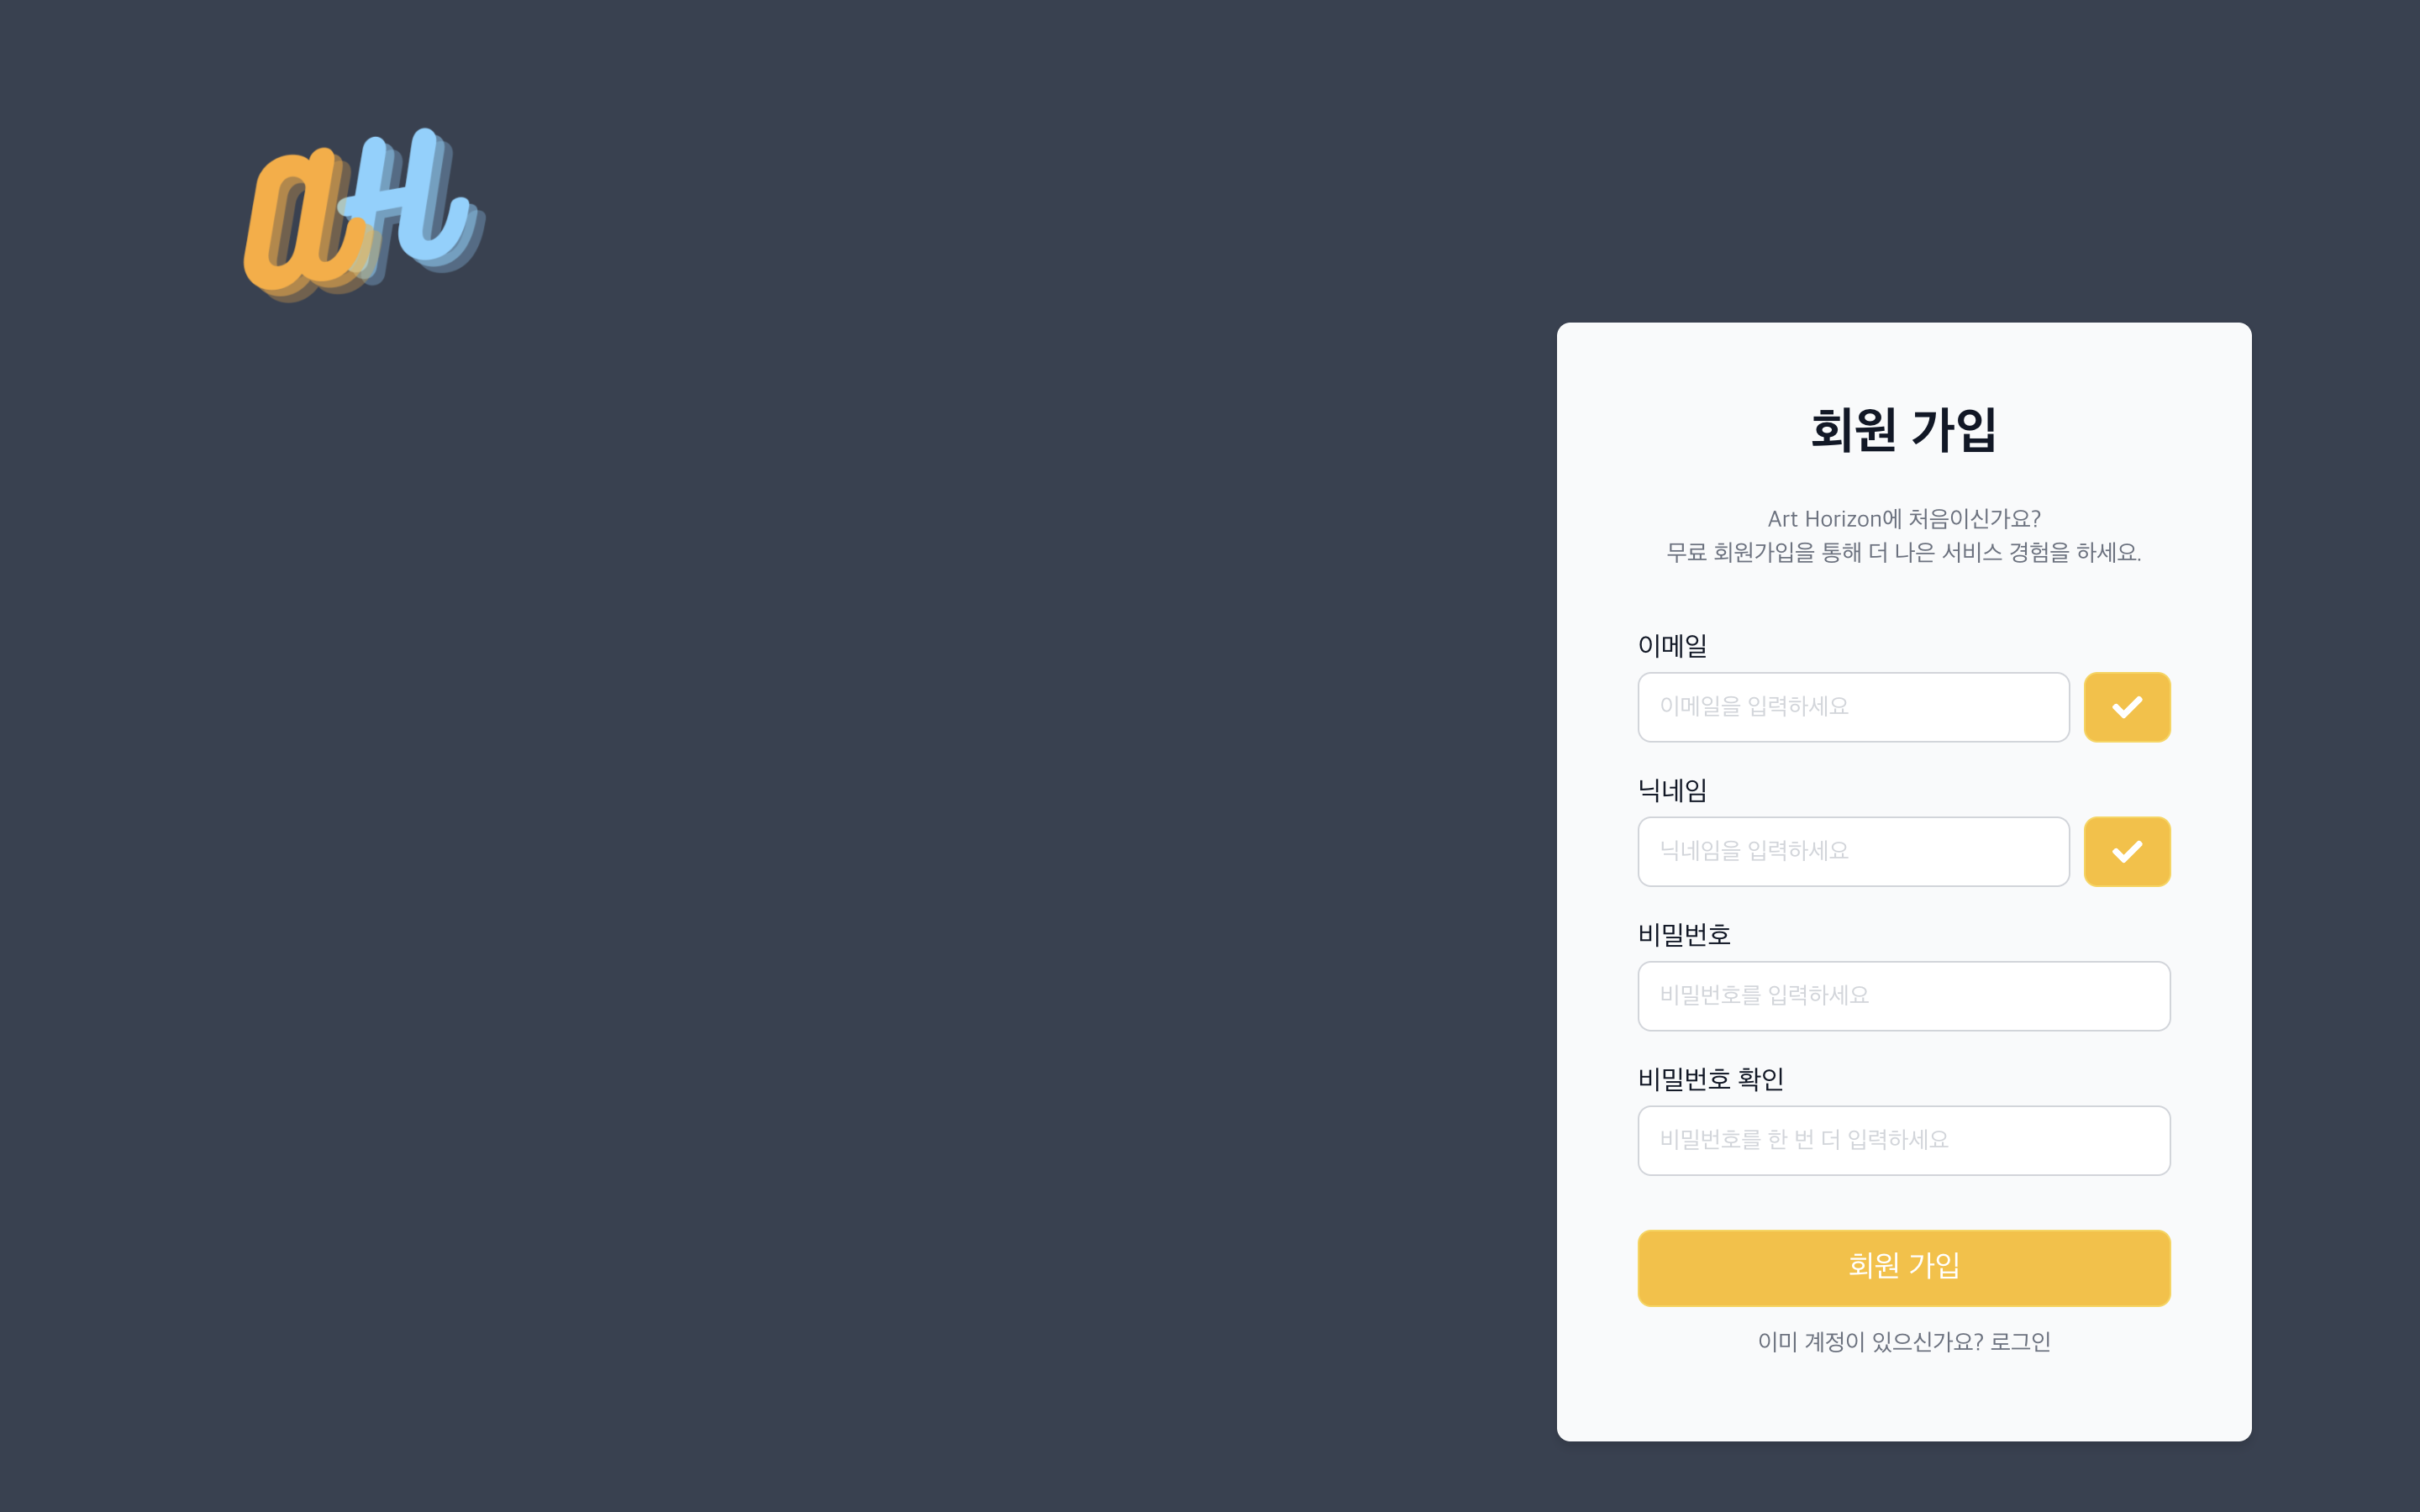 aH
회원 가입
Art Horizon에 처음이신가요?
무료 회원가입을 통해 더 나은 서비스 경험을 하세요.
이메일
이메일을 입력하세요
닉네임
닉네임을 입력하세요
비밀번호
비밀번호를 입력하세요
비밀번호 확인
비밀번호를 한 번 더 입력하세요
회원 가입
이미 계정이 있으신가요? 로그인